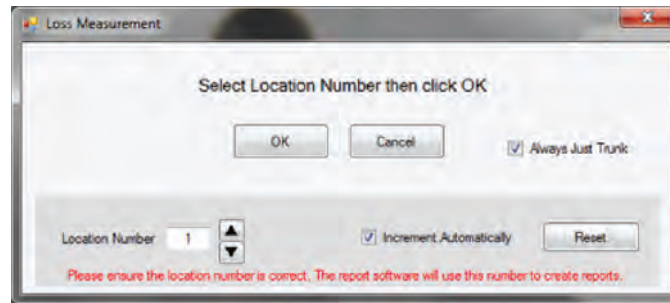 Loss Measurement
Select Location Number then click OK
OK Cancel
Always Just Trunk
Location Number 1 Increment Automatically Reset
Please ensure the location number is correct. The report software will use this number to create reports.